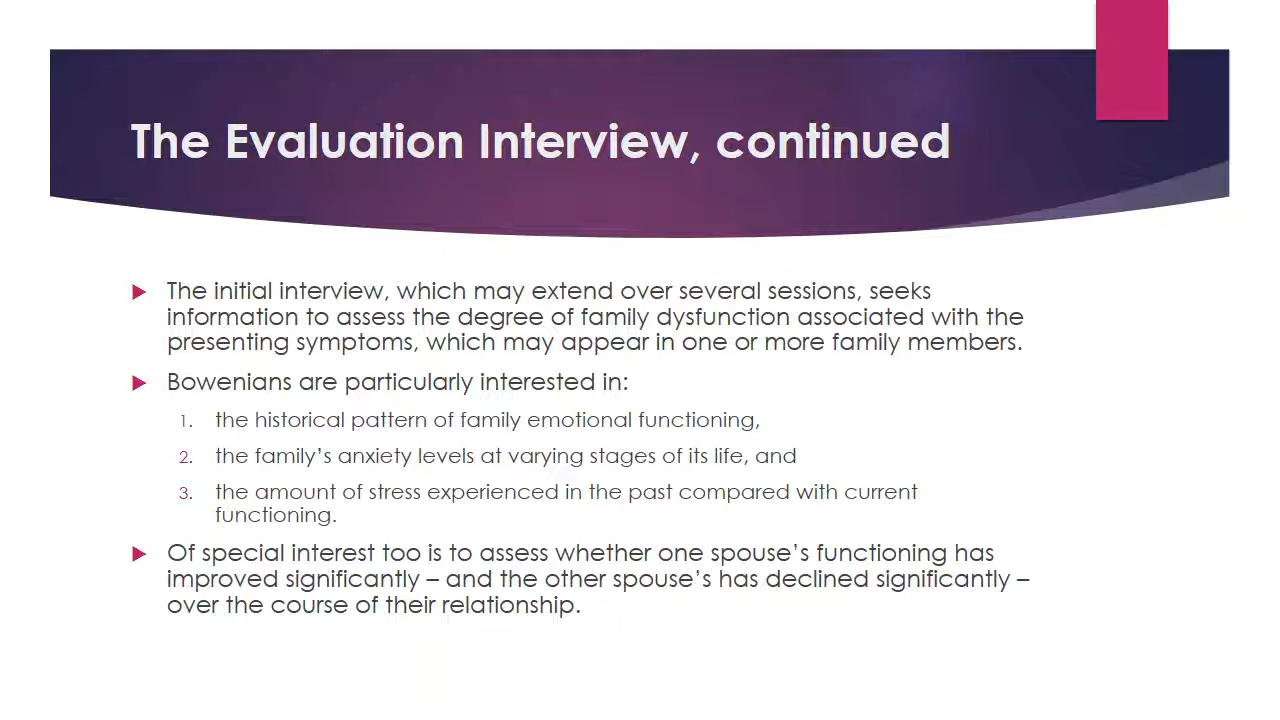 The Evaluation Interview, continued
The initial interview, which may extend over several sessions, seeks
information to assess the degree of family dysfunction associated with the
presenting symptoms, which may appear in one or more family members.
Bowenians are particularly interested in:
1. the historical pattern of family emotional functioning,
2. the family’s anxiety levels at varying stages of its life, and
3. the amount of stress experienced in the past compared with current
functioning.
Of special interest too is to assess whether one spouse’s functioning has
improved significantly – and the other spouse’s has declined significantly –
over the course of their relationship.